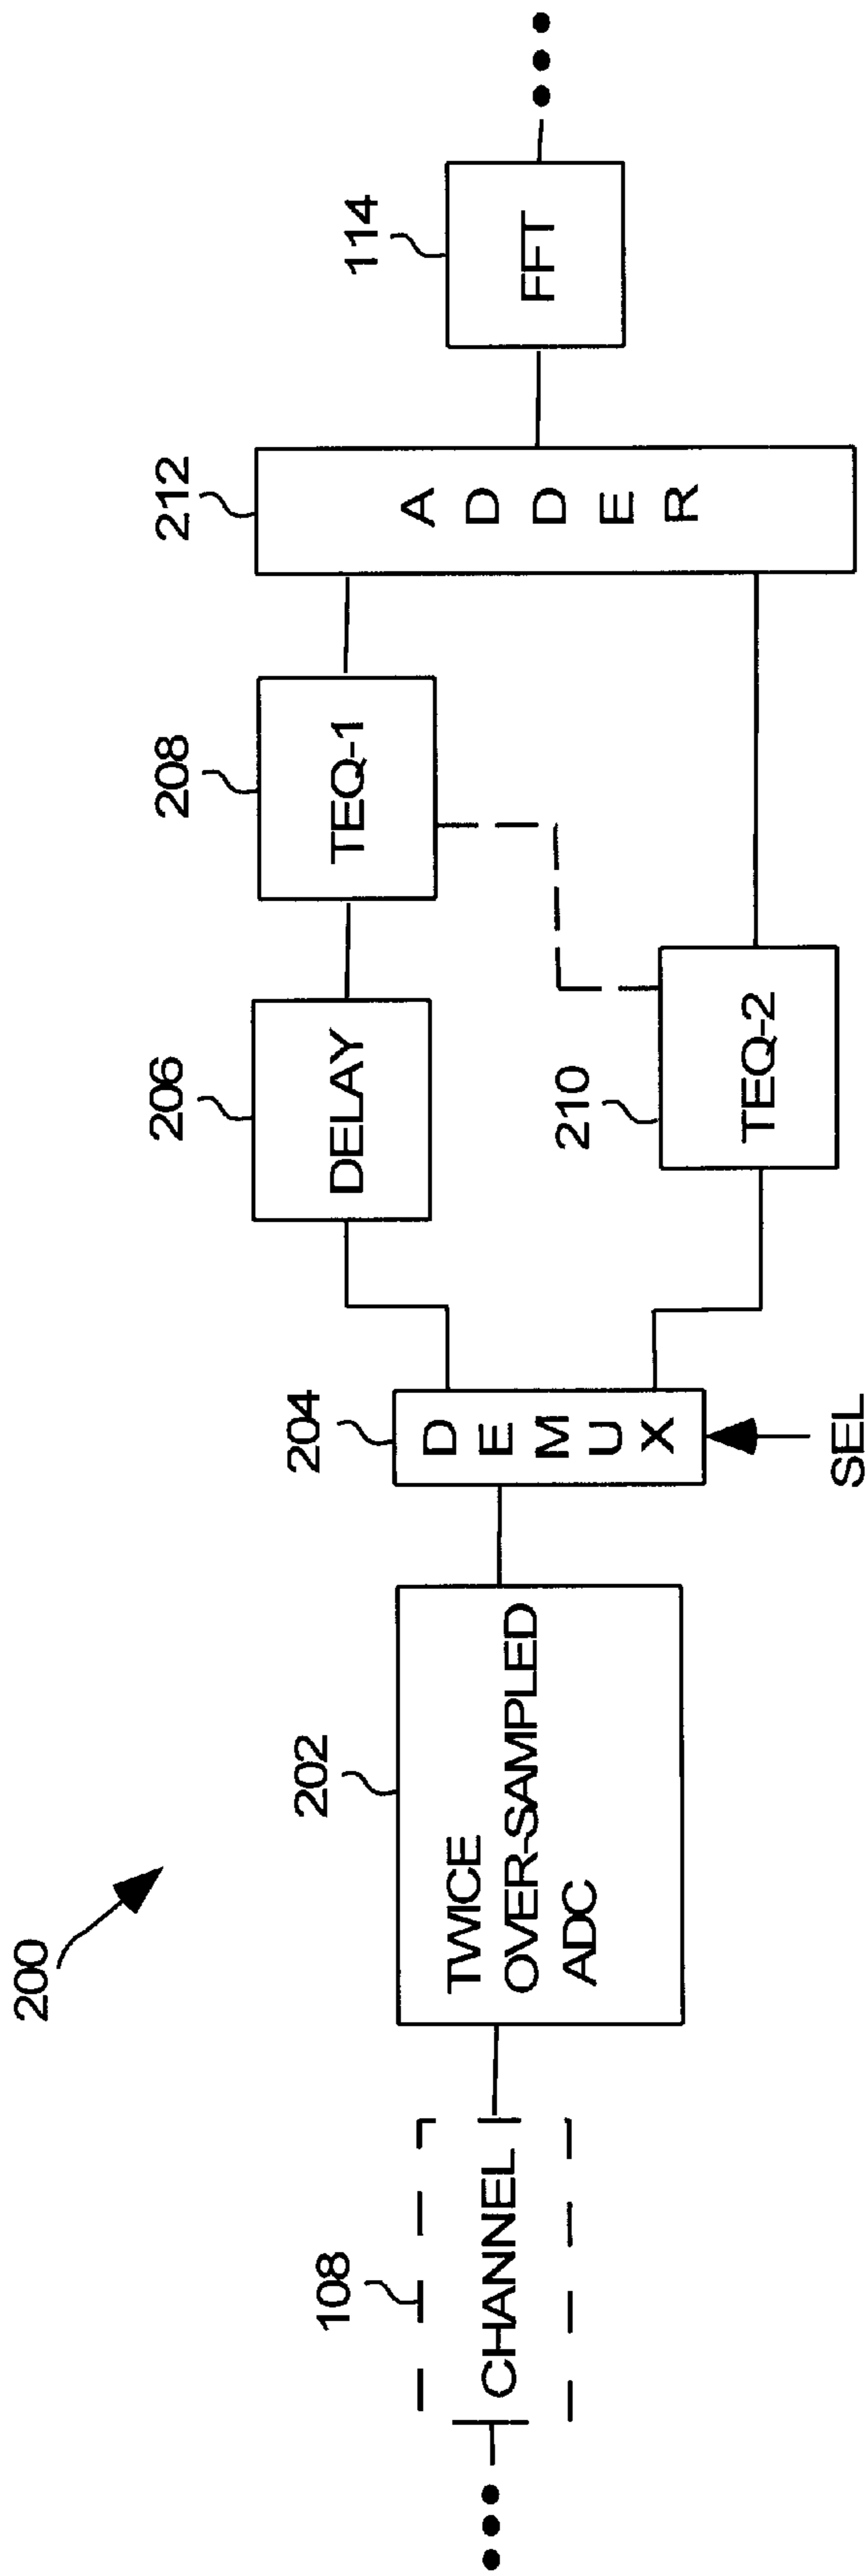 200
108
CHANNEL
202
TWICE
OVER-SAMPLED
ADC
204
DEMUX
SEL
206
DELAY
208
TEQ-1
210
TEQ-2
212
ADDER
114
FFT